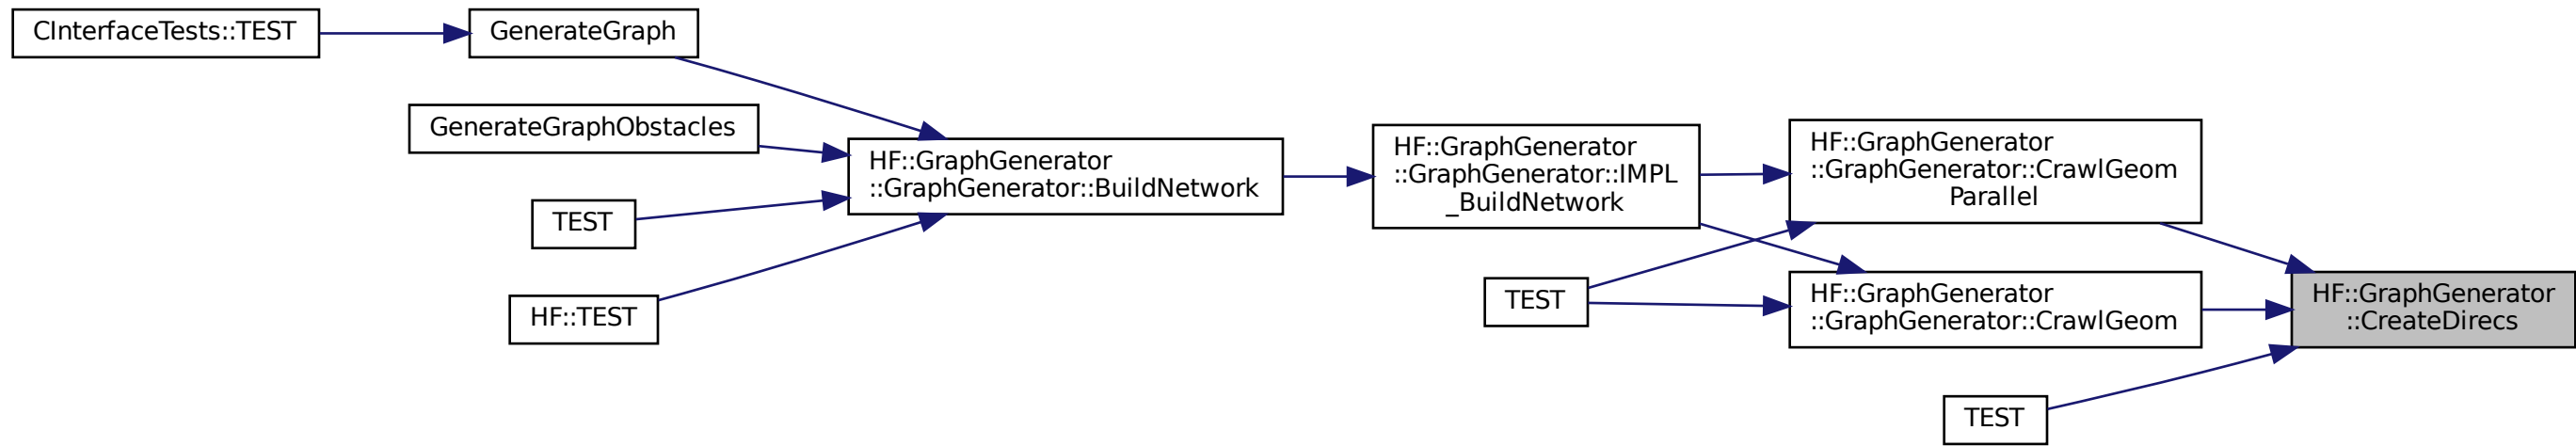 CInterfaceTests::TEST
GenerateGraph
GenerateGraphObstacles
TEST
HF::TEST
HF::GraphGenerator
::GraphGenerator::BuildNetwork
HF::GraphGenerator
::GraphGenerator::IMPL
_BuildNetwork
TEST
HF::GraphGenerator
::GraphGenerator::CrawlGeom
Parallel
HF::GraphGenerator
::GraphGenerator::CrawlGeom
TEST
HF::GraphGenerator
::CreateDirecs